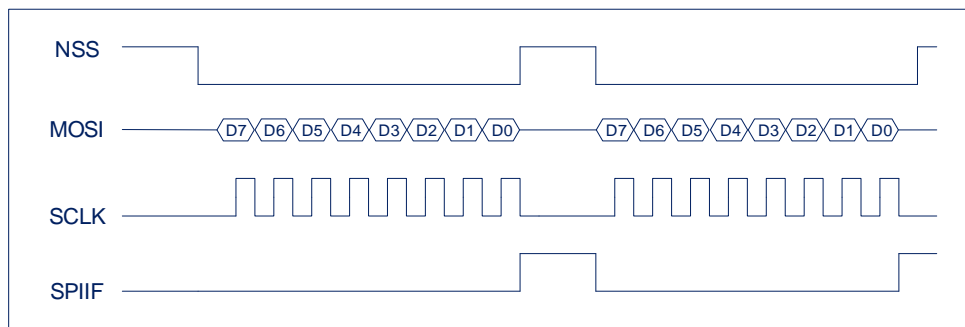 NSS
MOSI D7 D6 D5 D4 D3 D2 D1 D0 D7 D6 D5 D4 D3 D2 D1 D0
SCLK
SPIIF